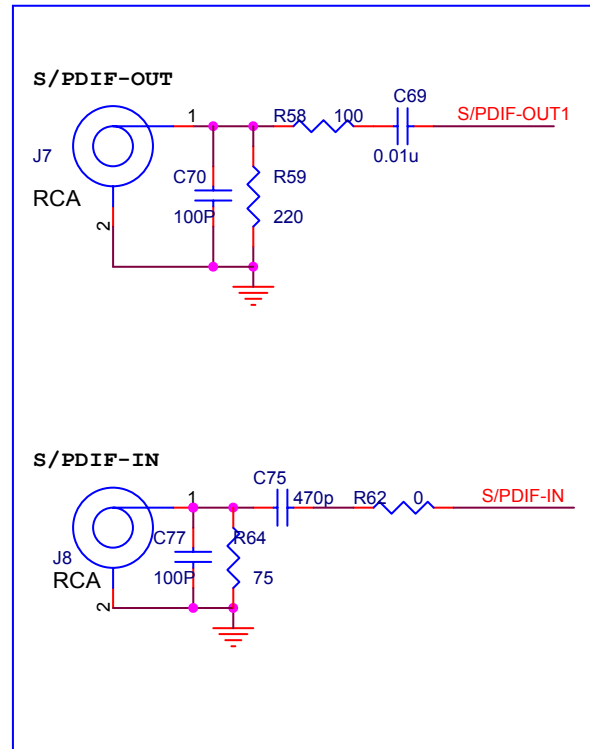 S/PDIF-OUT
C69
1
R58
100
S/PDIF-OUT1
J7
0.01u
C70
R59
RCA
100P
220
2
S/PDIF-IN
C75
1
470p
R62
0
S/PDIF-IN
C77
R64
J8
RCA
100P
75
2